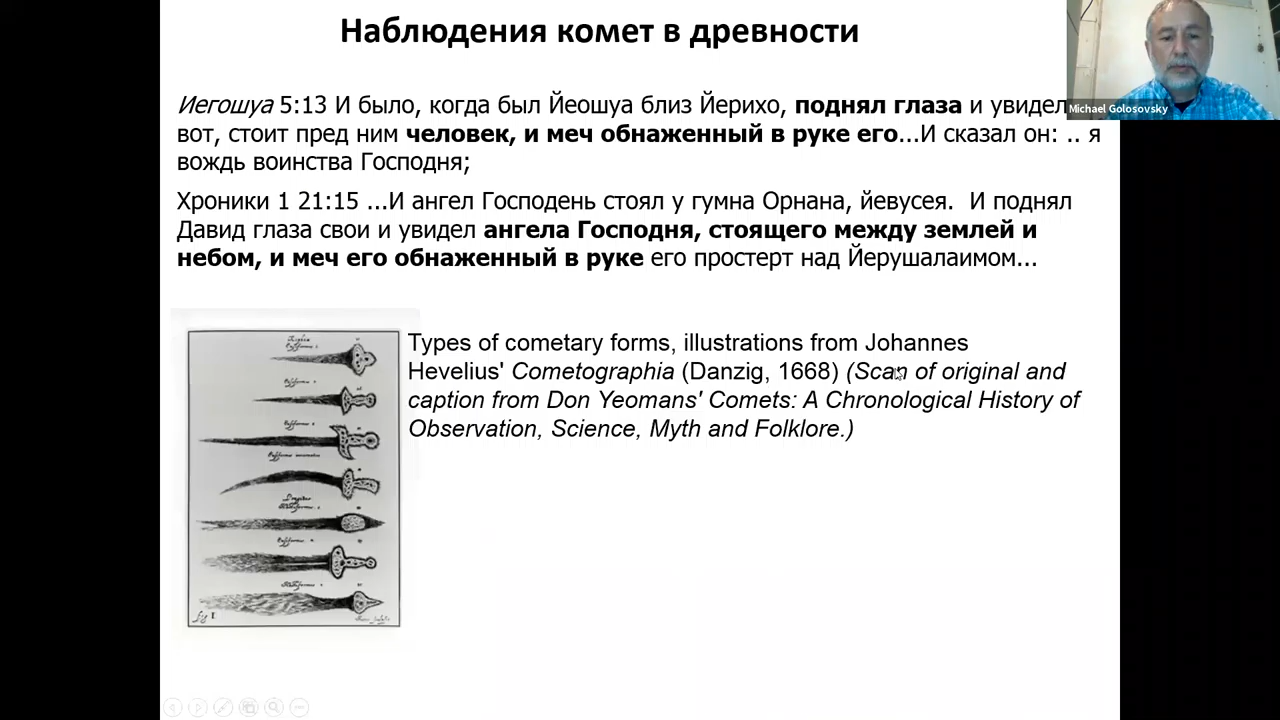 Наблюдения комет в древности
Michael Golosovsky
Иегошуа 5:13 И было, когда был Йеошуа близ Йерихо, поднял глаза и увидел
вот, стоит пред ним человек, и меч обнаженный в руке его...И сказал он: .. я
вождь воинства Господня;
Хроники 1 21:15 ...И ангел Господень стоял у гумна Орнана, йевусея. И поднял
Давид глаза свои и увидел ангела Господня, стоящего между землей и
небом, и меч его обнаженный в руке его простерт над Йерушалаимом...
Types of cometary forms, illustrations from Johannes
Hevelius' Cometographia (Danzig, 1668) (Scan of original and
caption from Don Yeomans' Comets: A Chronological History of
Observation, Science, Myth and Folklore.)
fig I